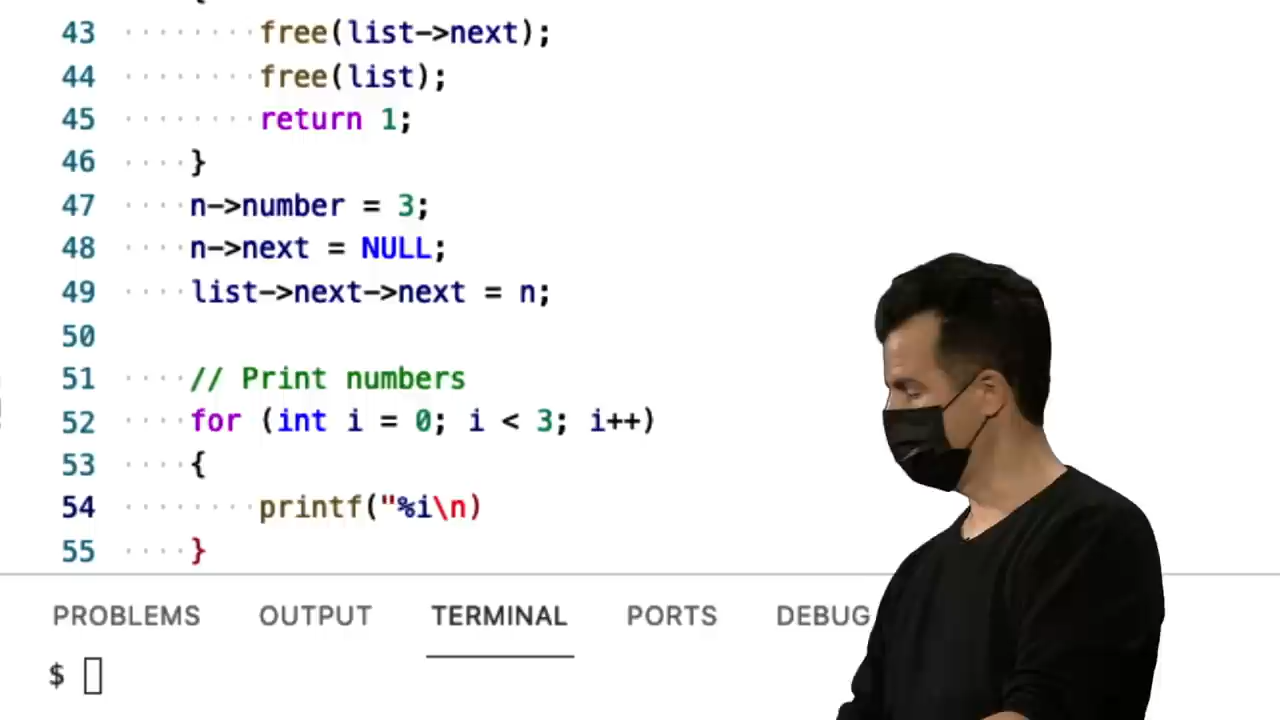 43 free(list->next);
44 free(list);
45 return 1;
46 }
47 n->number = 3;
48 n->next = NULL;
49 list->next->next = n;
50
51 // Print numbers
52 for (int i = 0; i < 3; i++)
53 {
54 printf("%i\n)
55 }
PROBLEMS OUTPUT TERMINAL PORTS DEBUG
$